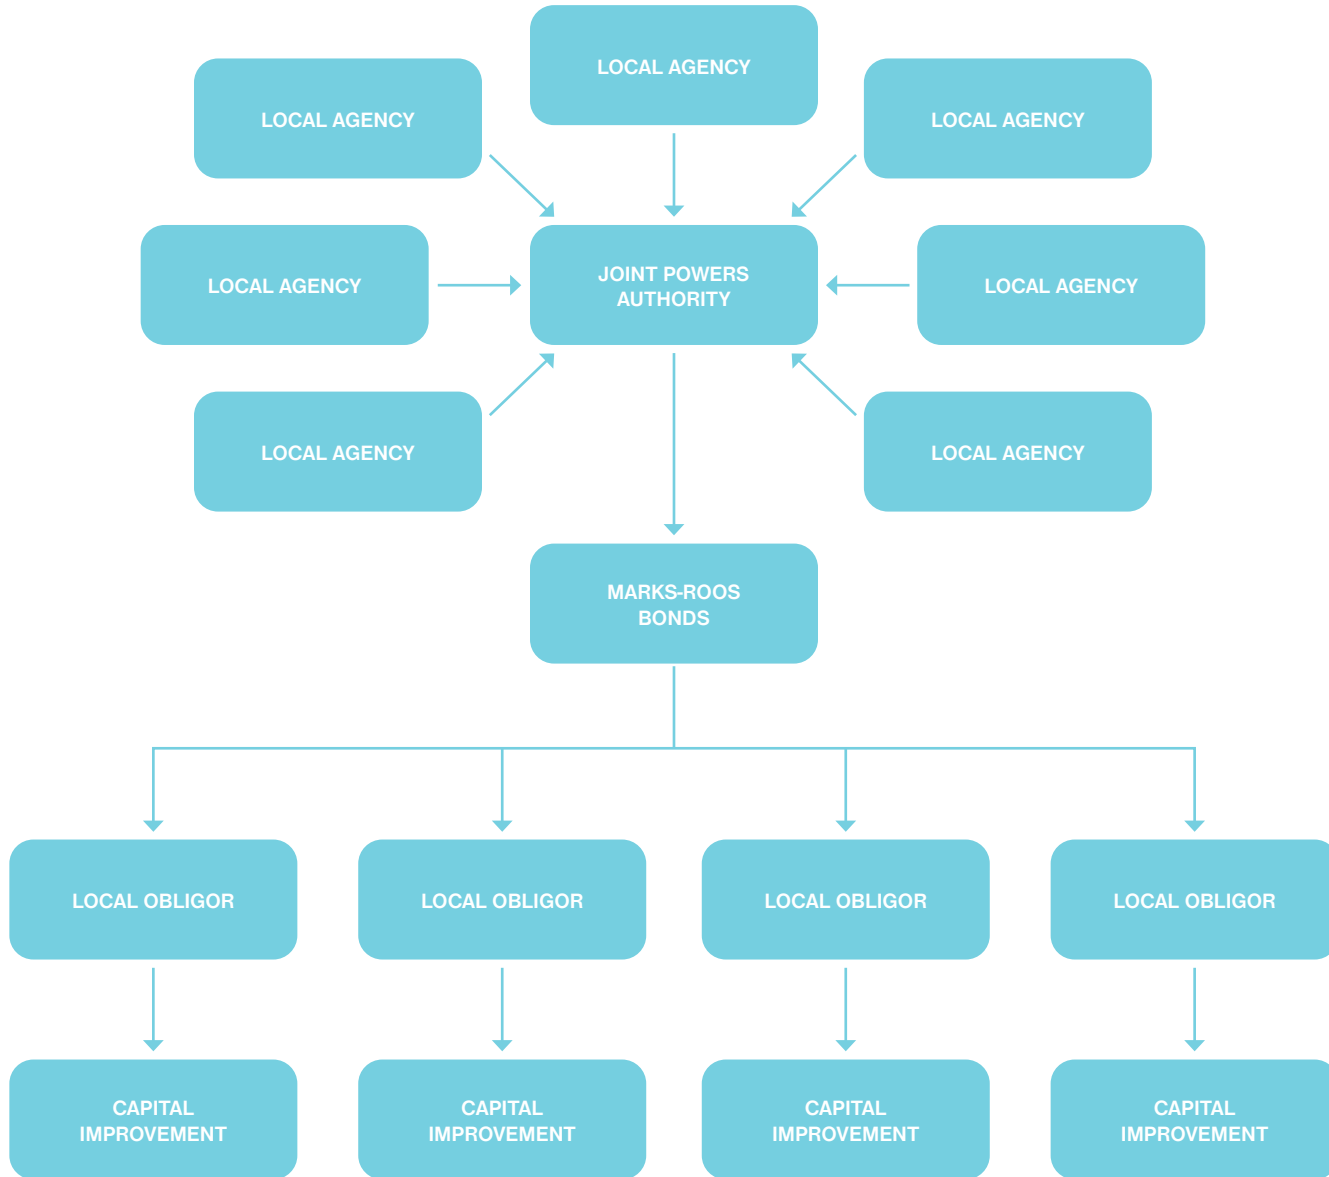 LOCAL AGENCY
LOCAL AGENCY
LOCAL AGENCY
LOCAL AGENCY
JOINT POWERS
AUTHORITY
LOCAL AGENCY
LOCAL AGENCY
LOCAL AGENCY
MARKS-ROOS
BONDS
LOCAL OBLIGOR
LOCAL OBLIGOR
LOCAL OBLIGOR
LOCAL OBLIGOR
CAPITAL
IMPROVEMENT
CAPITAL
IMPROVEMENT
CAPITAL
IMPROVEMENT
CAPITAL
IMPROVEMENT